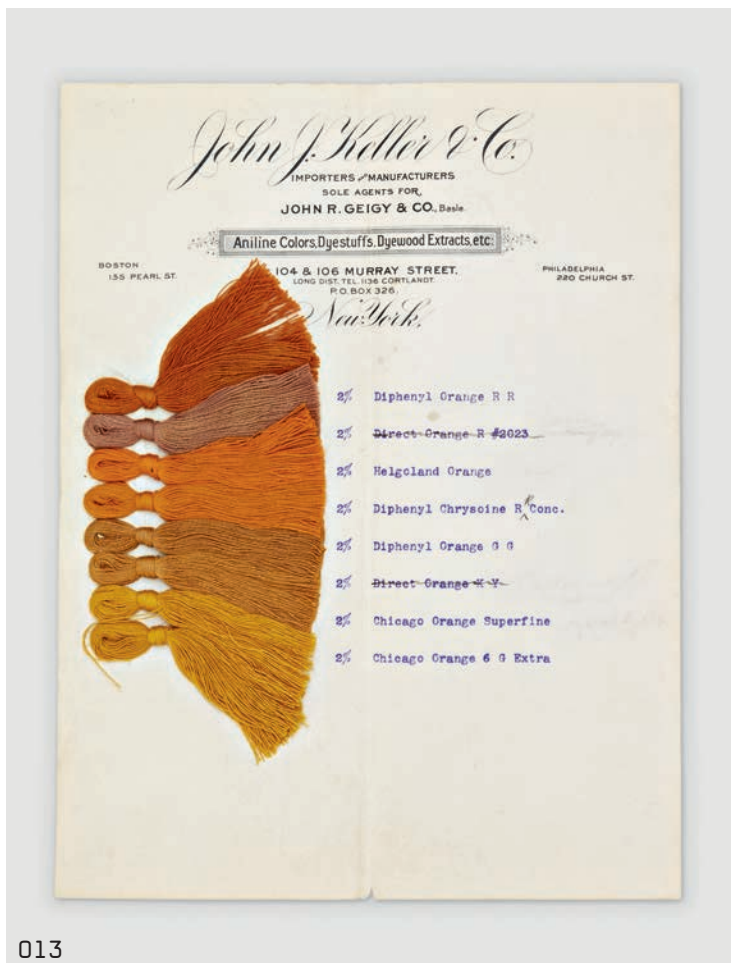 John J. Keller & Co.
IMPORTERS AND MANUFACTURERS
SOLE AGENTS FOR
JOHN R. GEIGY & CO., Basle.
Aniline Colors, Dyestuffs, Dyewood Extracts, etc.
BOSTON
135 PEARL ST.
104 & 106 MURRAY STREET.
LONG DIST. TEL. 1136 CORTLANDT.
P.O. BOX 326.
PHILADELPHIA
220 CHURCH ST.
New York,
2% Diphenyl Orange R R
2% Direct Orange R #2023
2% Helgoland Orange
2% Diphenyl Chrysoine R R Conc.
2% Diphenyl Orange G G
2% Direct Orange K Y
2% Chicago Orange Superfine
2% Chicago Orange 6 G Extra
013